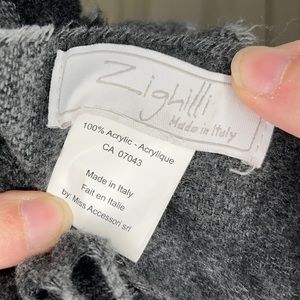 Zighilli
Made in Italy
100% Acrylic - Acrylique
CA 07043
Made in Italy
Fait en Italie
by: Miss Accessori srl